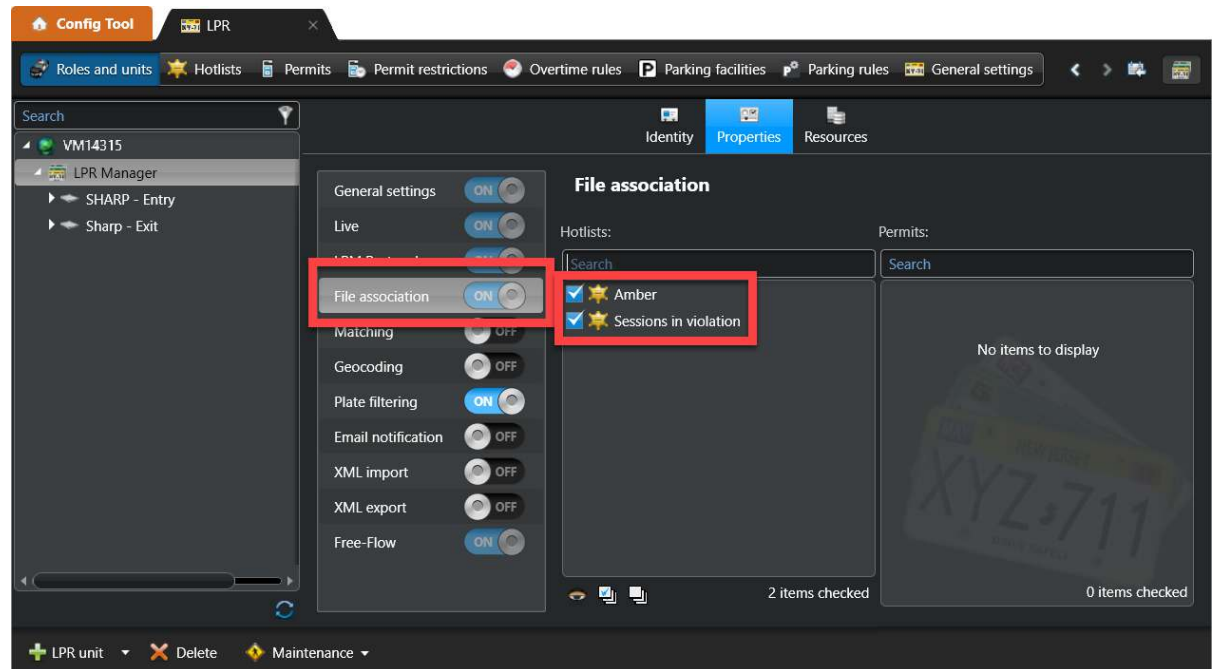 Config Tool
LPR
Roles and units Hotlists Permits Permit restrictions Overtime rules Parking facilities Parking rules General settings
Search
VM14315
LPR Manager
SHARP - Entry
Sharp - Exit
Identity Properties Resources
General settings ON
Live ON
File association ON
Matching OFF
Geocoding OFF
Plate filtering ON
Email notification OFF
XML import OFF
XML export OFF
Free-Flow ON
File association
Hotlists:
Search
Amber
Sessions in violation
2 items checked
Permits:
Search
No items to display
XYZ 711
0 items checked
LPR unit Delete Maintenance